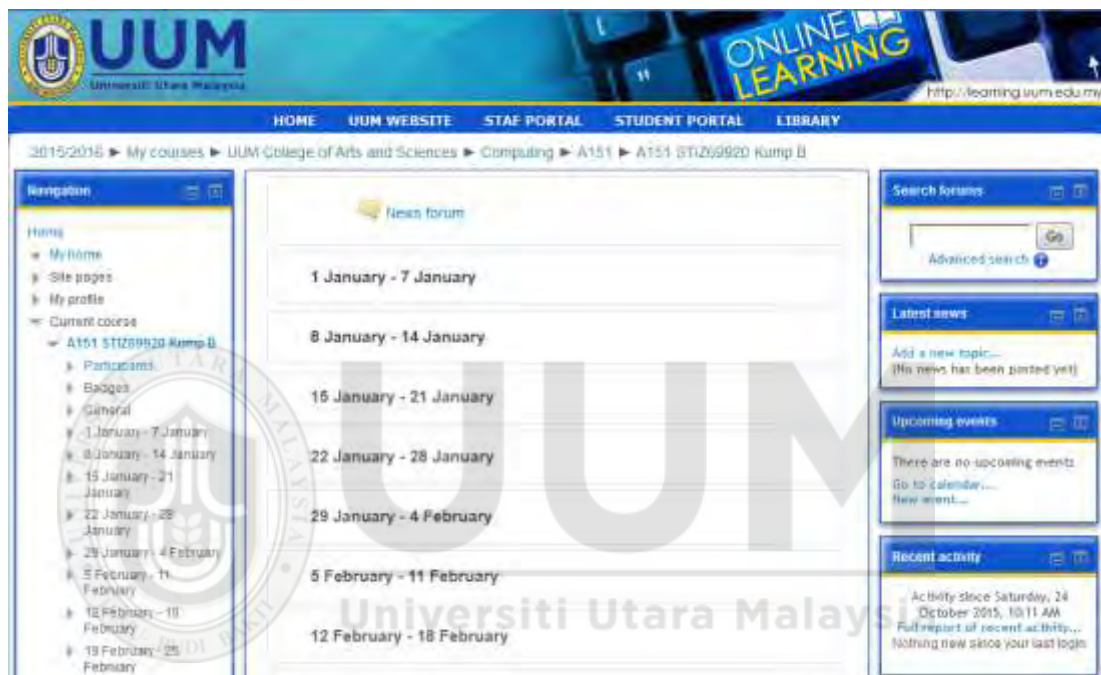 UUM
Universiti Utara Malaysia
ONLINE
LEARNING
http://learning.uum.edu.my
HOME UUM WEBSITE STAF PORTAL STUDENT PORTAL LIBRARY
2015/2016 ► My courses ► UUM College of Arts and Sciences ► Computing ► A151 ► A151 STIZ69920 Kump B
Navigation
Home
My home
Site pages
My profile
Current course
A151 STIZ69920 Kump B
Participants
Badges
General
1 January - 7 January
8 January - 14 January
15 January - 21
January
22 January - 28
January
29 January - 4 February
5 February - 11
February
12 February - 18
February
19 February - 25
February
News forum
1 January - 7 January
8 January - 14 January
15 January - 21 January
22 January - 28 January
29 January - 4 February
5 February - 11 February
12 February - 18 February
Search forums
Go
Advanced search
Latest news
Add a new topic...
(No news has been posted yet)
Upcoming events
There are no upcoming events
Go to calendar...
New event...
Recent activity
Activity since Saturday, 24
October 2015, 10:11 AM
Full report of recent activity...
Nothing new since your last login
UUM
Universiti Utara Malaysia